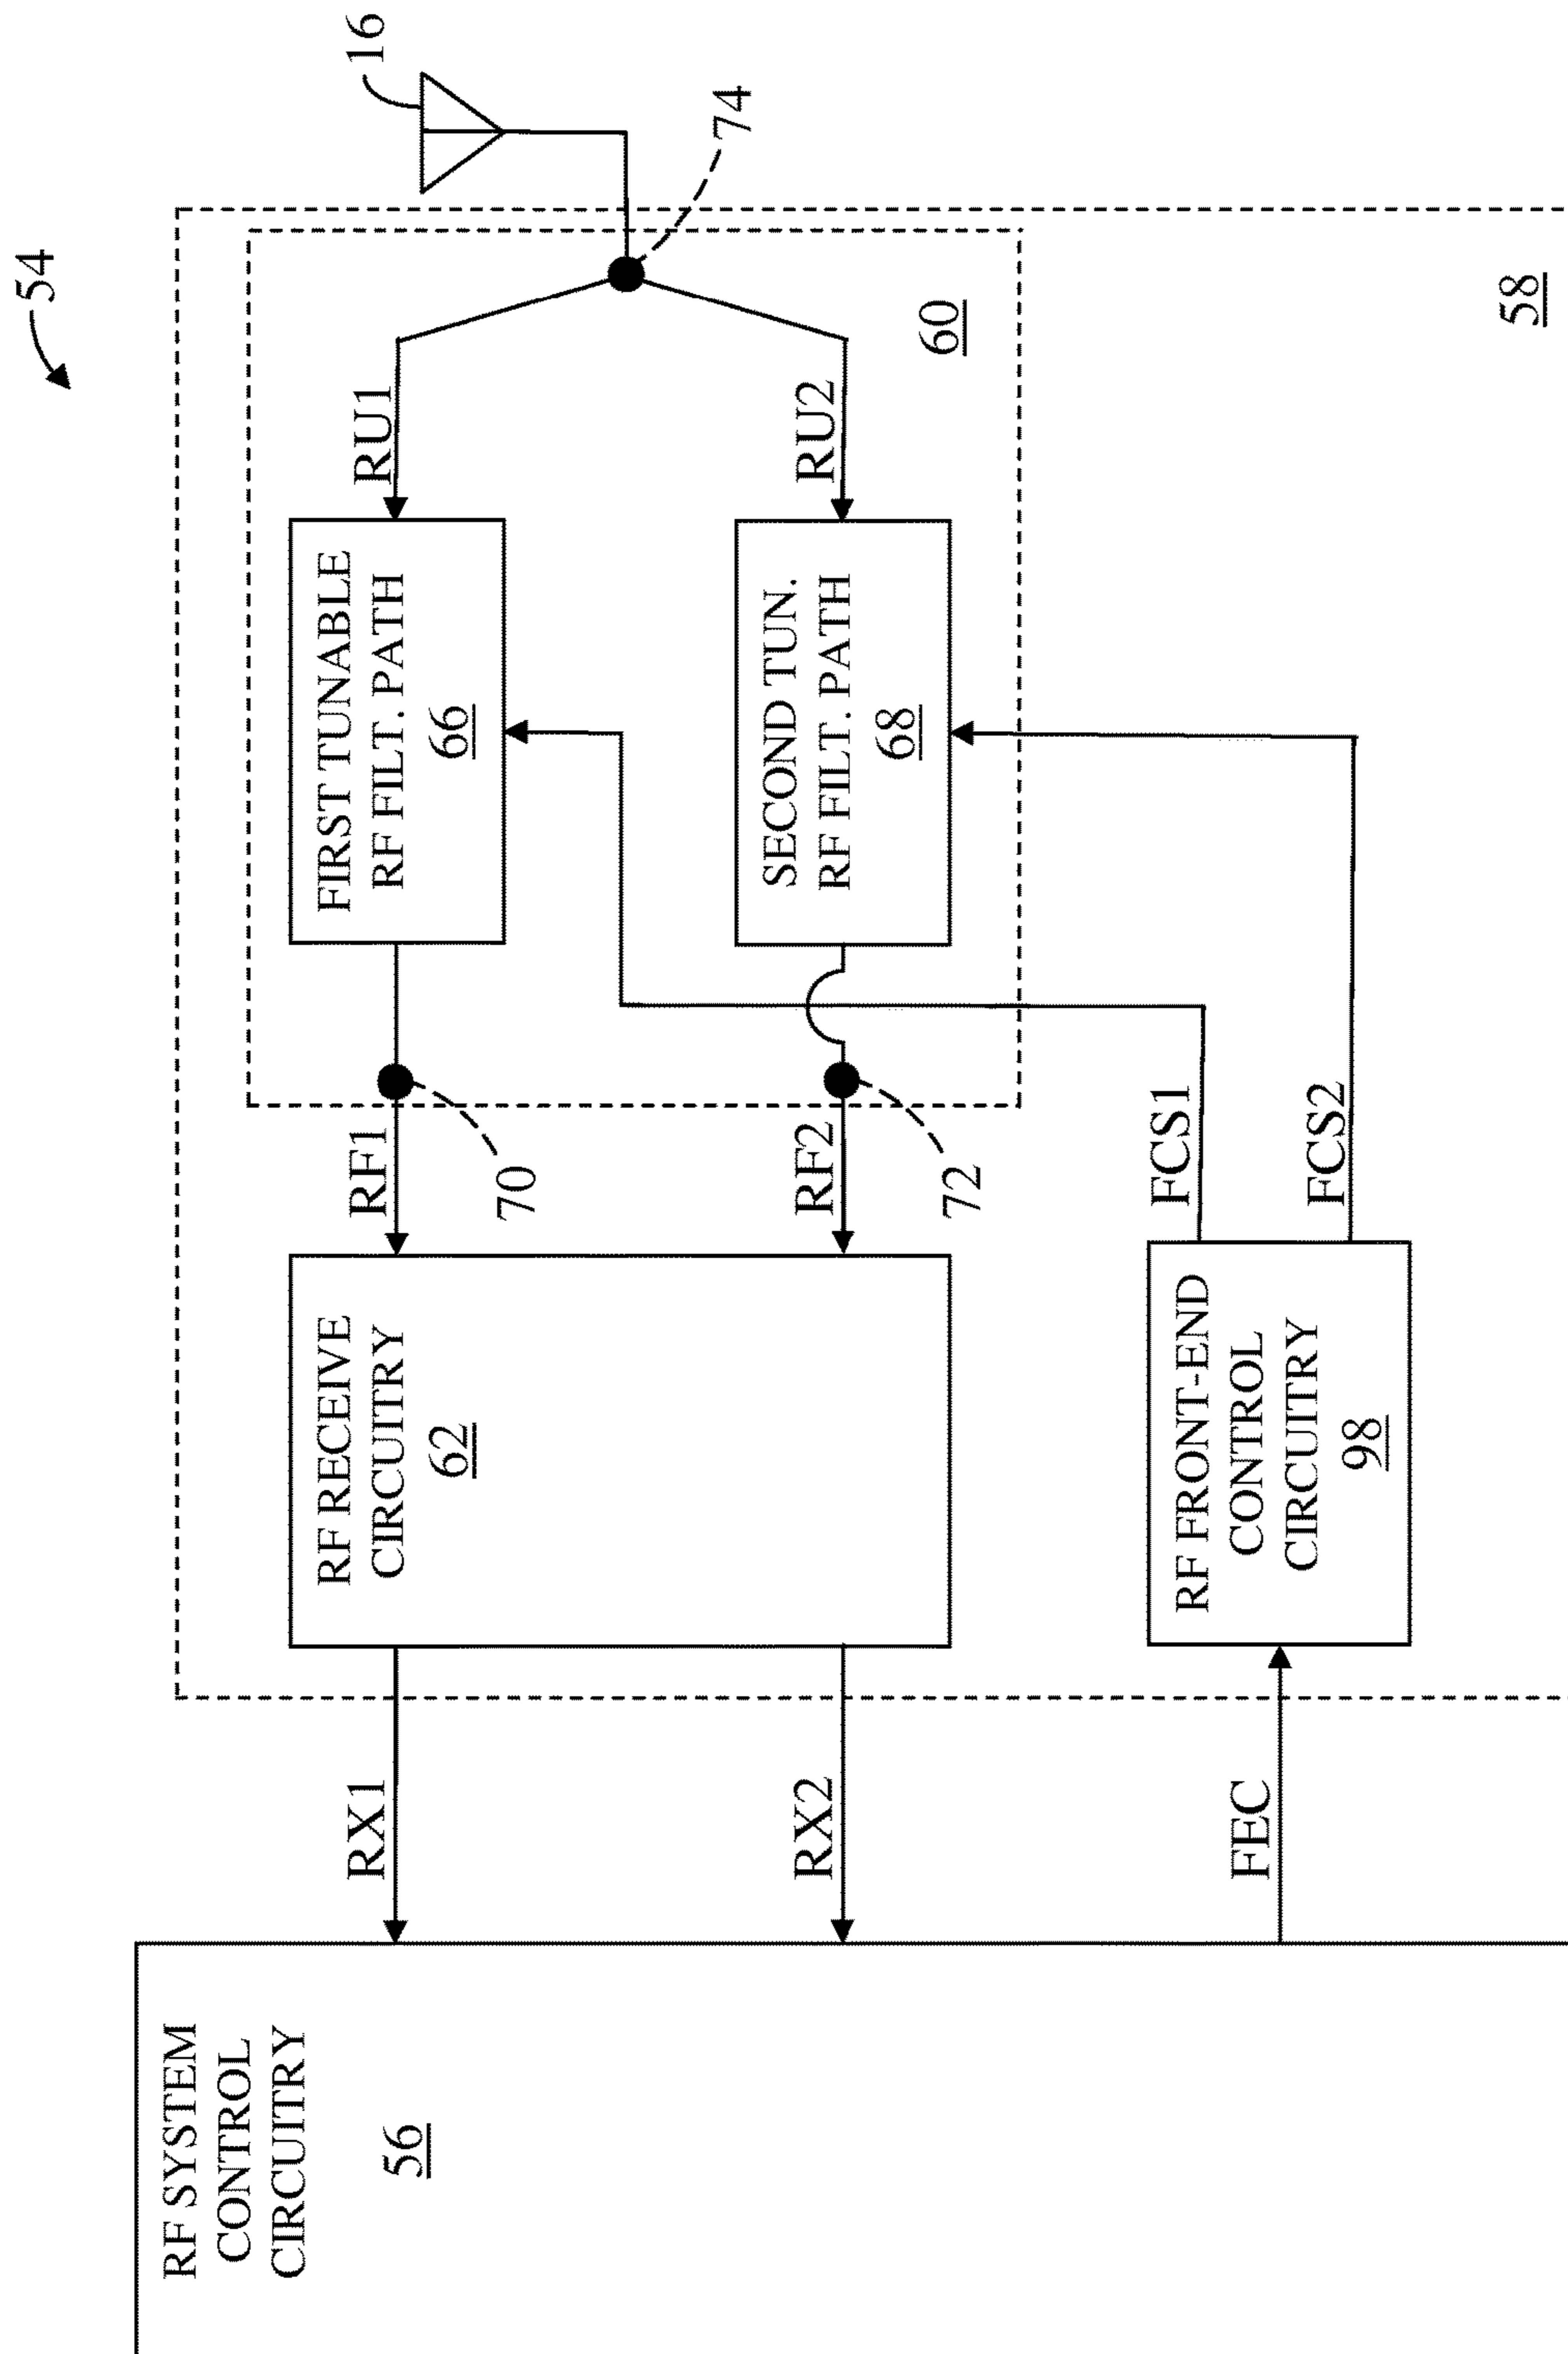 54
RF SYSTEM
CONTROL
CIRCUITRY
56
RX1
RX2
FEC
RF RECEIVE
CIRCUITRY
62
RF FRONT-END
CONTROL
CIRCUITRY
98
RF1
70
RF2
72
FCS1
FCS2
FIRST TUNABLE
RF FILT. PATH
66
SECOND TUN.
RF FILT. PATH
68
RU1
RU2
60
74
16
58